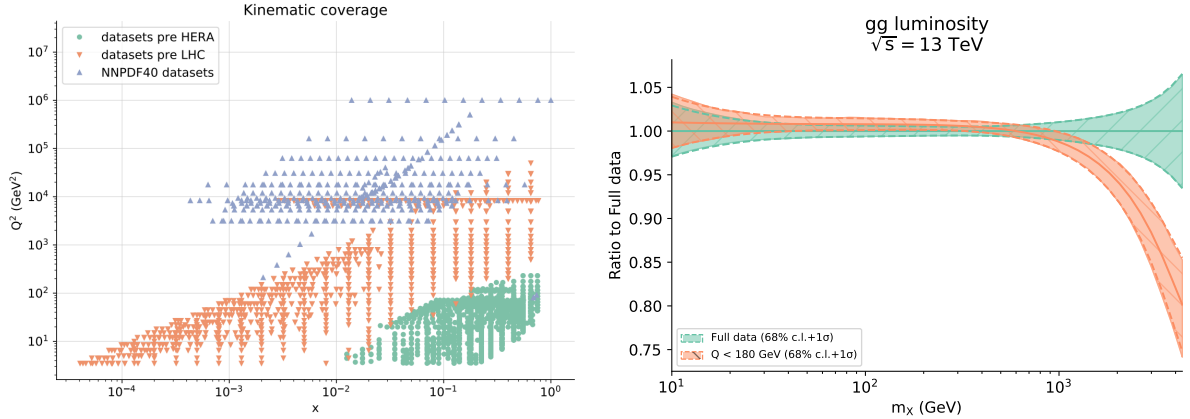 Kinematic coverage
datasets pre HERA
datasets pre LHC
NNPDF40 datasets
Q² (GeV²)
10⁷
10⁶
10⁵
10⁴
10³
10²
10¹
10⁻⁴
10⁻³
10⁻²
10⁻¹
10⁰
x
gg luminosity
√s = 13 TeV
Ratio to Full data
1.05
1.00
0.95
0.90
0.85
0.80
0.75
Full data (68% c.l.+1σ)
Q < 180 GeV (68% c.l.+1σ)
10¹
10²
10³
m_X (GeV)